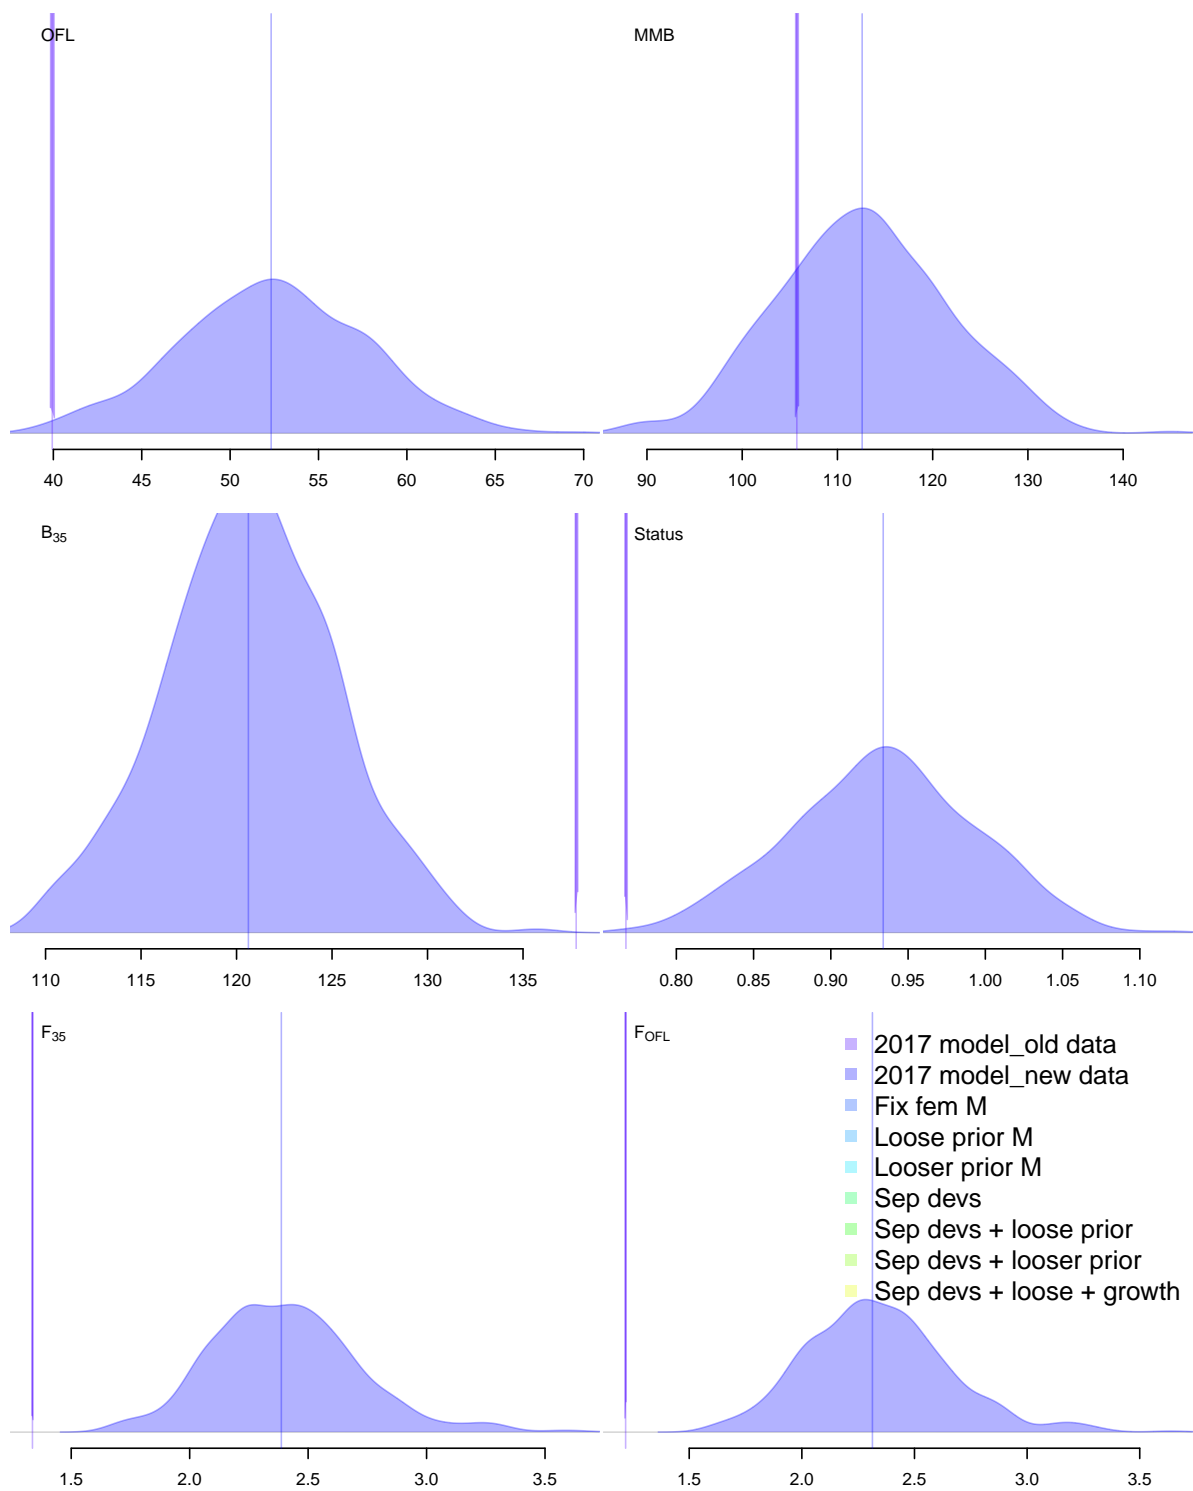 OFL
MMB
40 45 50 55 60 65 70
90 100 110 120 130 140
B35
Status
110 115 120 125 130 135
0.80 0.85 0.90 0.95 1.00 1.05 1.10
F35
FOFL
2017 model_old data
2017 model_new data
Fix fem M
Loose prior M
Looser prior M
Sep devs
Sep devs + loose prior
Sep devs + looser prior
Sep devs + loose + growth
1.5 2.0 2.5 3.0 3.5
1.5 2.0 2.5 3.0 3.5